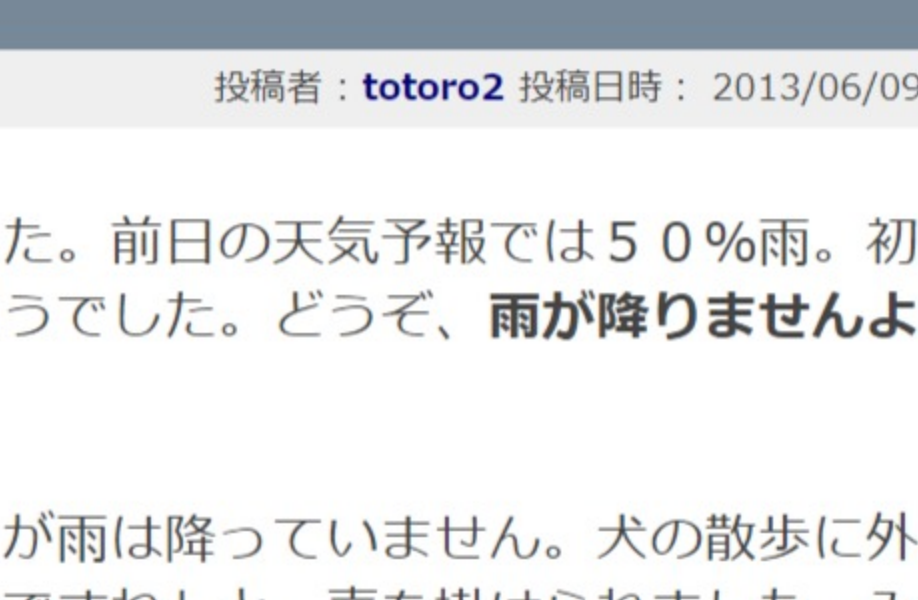 投稿者：totoro2 投稿日時： 2013/06/09
た。前日の天気予報では５０％雨。初
うでした。どうぞ、雨が降りませんよ
が雨は降っていません。犬の散歩に外